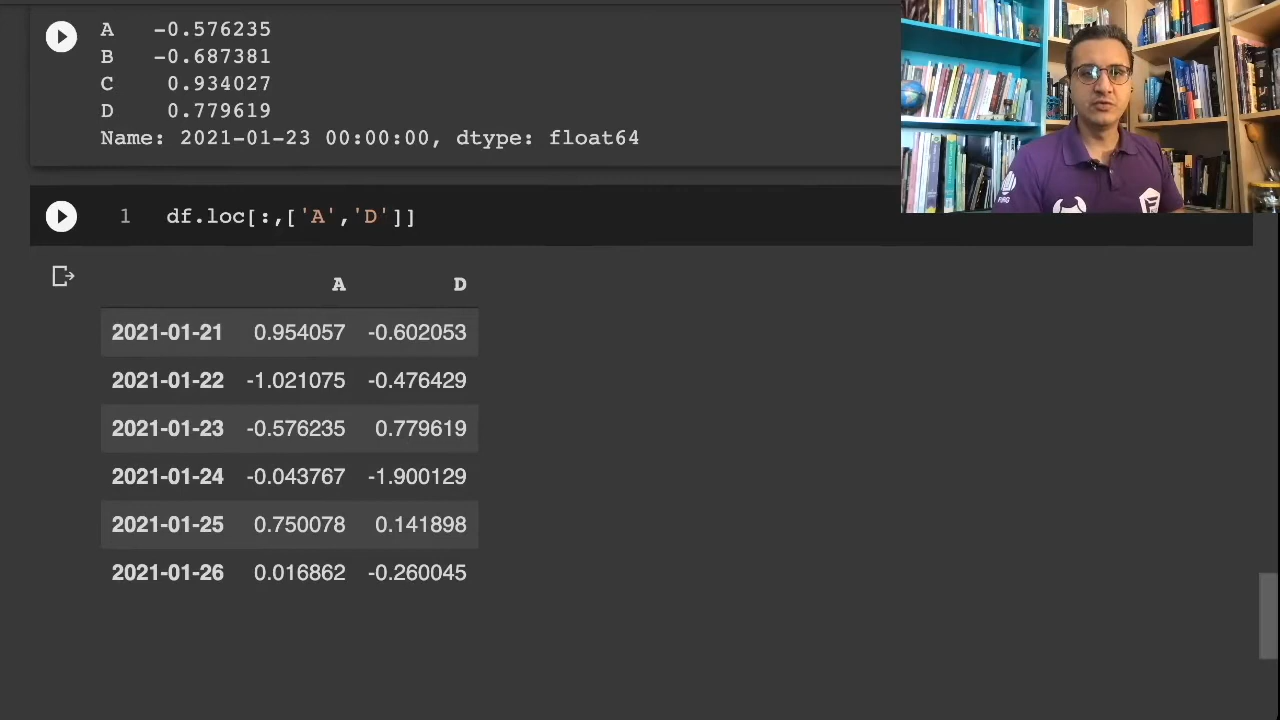 A -0.576235
B -0.687381
C 0.934027
D 0.779619
Name: 2021-01-23 00:00:00, dtype: float64
1 df.loc[:,['A','D']]
A D
2021-01-21 0.954057 -0.602053
2021-01-22 -1.021075 -0.476429
2021-01-23 -0.576235 0.779619
2021-01-24 -0.043767 -1.900129
2021-01-25 0.750078 0.141898
2021-01-26 0.016862 -0.260045